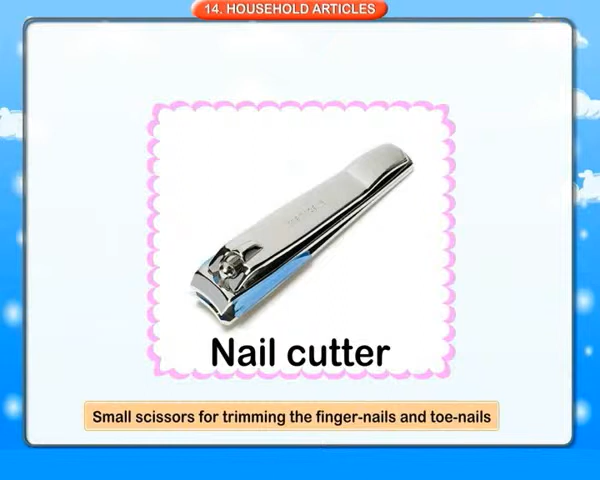 14. HOUSEHOLD ARTICLES
Nail cutter
Small scissors for trimming the finger-nails and toe-nails